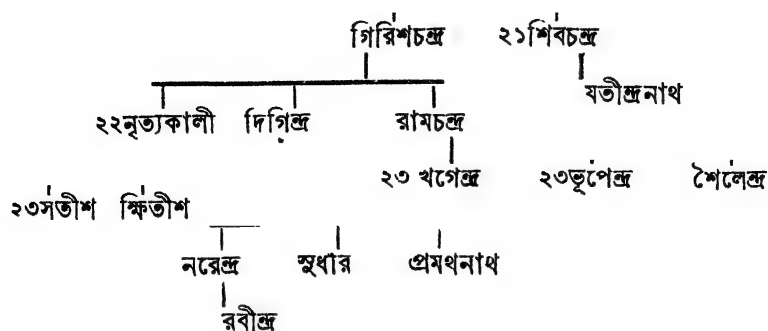 গিরিশচন্দ্র ২১শিবচন্দ্র
যতীন্দ্রনাথ
২২নৃত্যকালী দিগিন্দ্র রামচন্দ্র
২৩ খগেন্দ্র ২৩ভূপেন্দ্র শৈলেন্দ্র
২৩সতীশ ক্ষিতীশ
নরেন্দ্র সুধার প্রমথনাথ
রবীন্দ্র